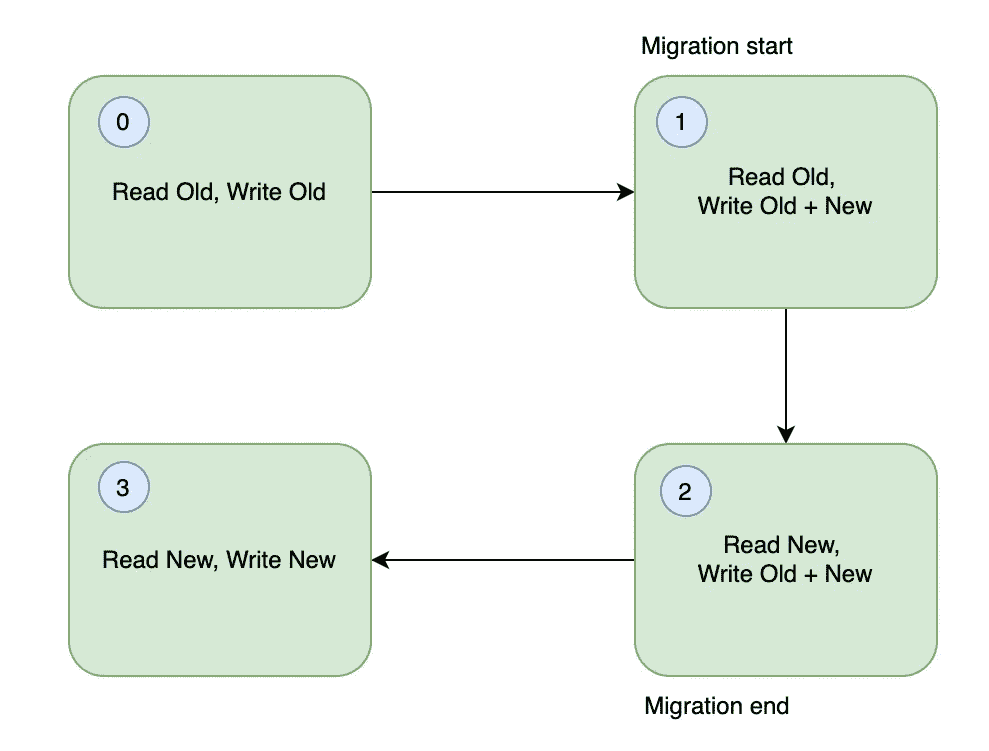 0
Read Old, Write Old
Migration start
1
Read Old,
Write Old + New
2
Read New,
Write Old + New
Migration end
3
Read New, Write New